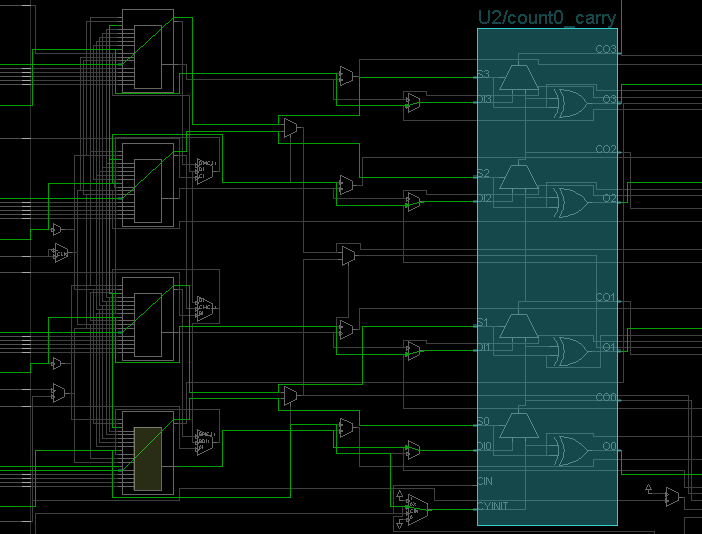 U2/count0_carry
CO3
S3
DI3
O3
CO2
S2
DI2
O2
CLK
CO1
S1
DI1
O1
CO0
S0
DI0
O0
CIN
CYINIT